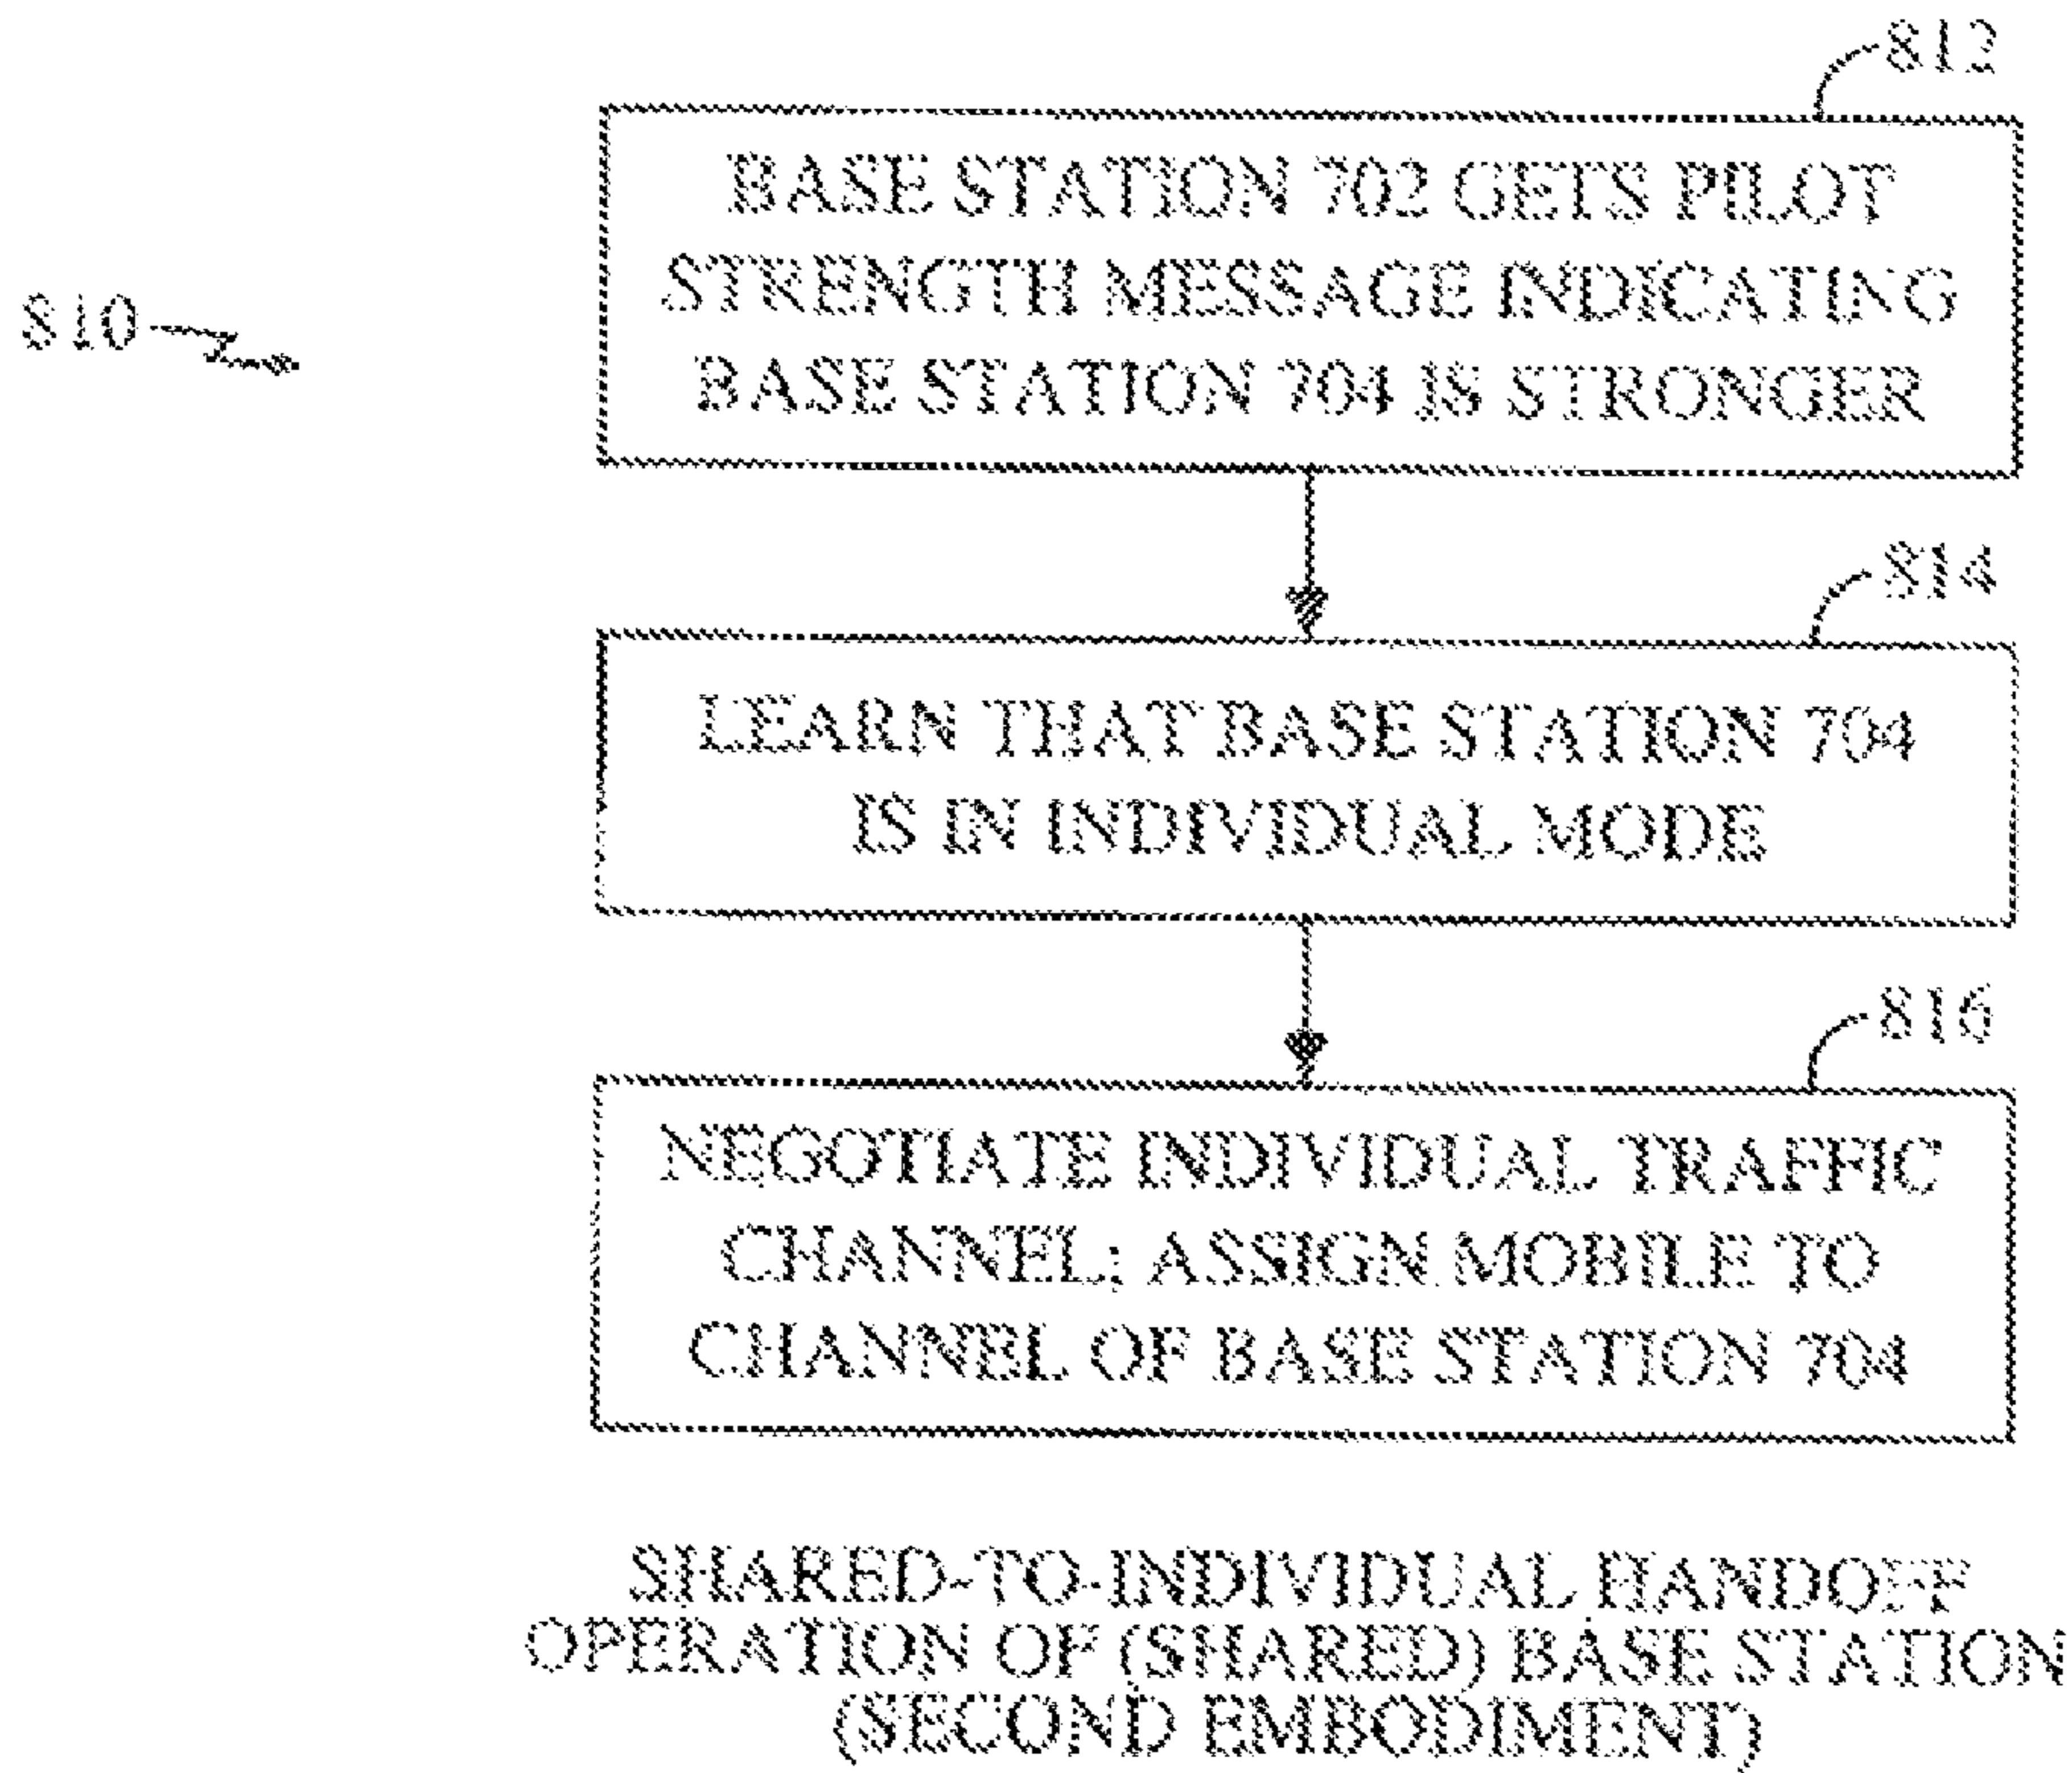 812
BASE STATION 702 GETS PILOT
STRENGTH MESSAGE INDICATING
BASE STATION 704 IS STRONGER
810
814
LEARN THAT BASE STATION 704
IS IN INDIVIDUAL MODE
816
NEGOTIATE INDIVIDUAL TRAFFIC
CHANNEL; ASSIGN MOBILE TO
CHANNEL OF BASE STATION 704
SHARED-TO-INDIVIDUAL HANDOFF
OPERATION OF (SHARED) BASE STATION
(SECOND EMBODIMENT)